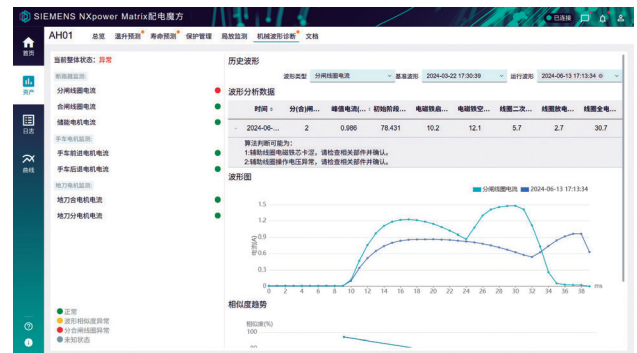 SIEMENS NXpower Matrix配电魔方
已连接
AH01 总览 温升预测 寿命预测 保护管理 局放监测 机械波形诊断 文档
首页
资产
日志
曲线
当前整体状态：异常
断路器监测:
分闸线圈电流
合闸线圈电流
储能电机电流
手车电机监测:
手车前进电机电流
手车后退电机电流
地刀电机监测:
地刀合电机电流
地刀分电机电流
正常
波形相似度异常
分合闸线圈异常
未知状态
历史波形
波形类型 分闸线圈电流 基准波形 2024-03-22 17:30:39 运行波形 2024-06-13 17:13:34
波形分析数据
时间 分(合)闸... 峰值电流(... 初始阶段... 电磁铁启... 电磁铁空... 线圈二次... 线圈放电... 线圈全电...
2024-06-... 2 0.986 78.431 10.2 12.1 5.7 2.7 30.7
算法判断可能为:
1:辅助线圈电磁铁芯卡涩，请检查相关部件并确认。
2:辅助线圈操作电压异常，请检查相关部件并确认。
波形图
分闸线圈电流 2024-06-13 17:13:34
电流(A)
1.5
1.2
0.9
0.6
0.3
0
0 2 4 6 8 10 12 14 16 18 20 22 24 26 28 30 32 34 36 38 ms
相似度趋势
相似度(%)
100